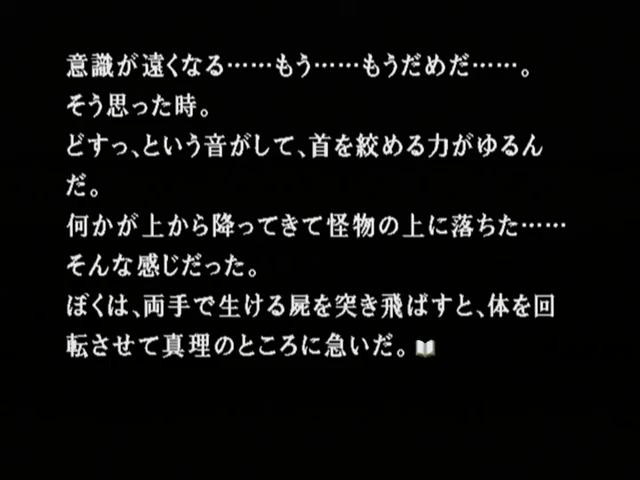 意識が遠くなる……もう……もうだめだ……。
そう思った時。
どすっ、という音がして、首を絞める力がゆるん
だ。
何かが上から降ってきて怪物の上に落ちた……
そんな感じだった。
ぼくは、両手で生ける屍を突き飛ばすと、体を回
転させて真理のところに急いだ。